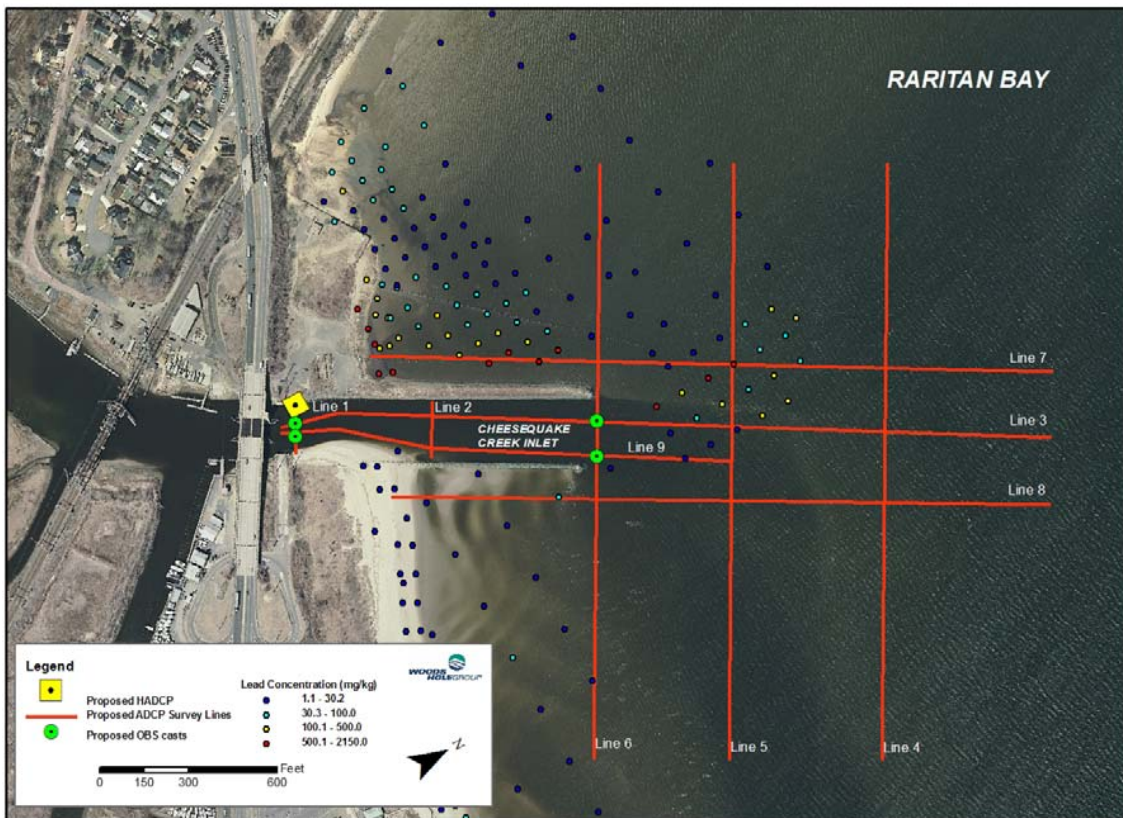 RARITAN BAY
Line 7
Line 1
Line 2
Line 3
CHEESEQUAKE
CREEK INLET
Line 9
Line 8
Legend
Proposed HADCP
Proposed ADCP Survey Lines
Proposed OBS casts
Lead Concentration (mg/kg)
1.1 - 30.2
30.3 - 100.0
100.1 - 500.0
500.1 - 2150.0
WOODS
HOLE GROUP
N
Feet
0 150 300 600
Line 6
Line 5
Line 4